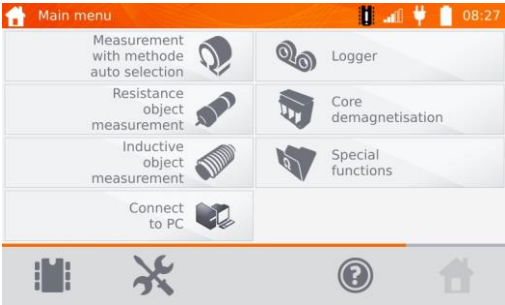 Main menu
08:27
Measurement
with methode
auto selection
Logger
Resistance
object
measurement
Core
demagnetisation
Inductive
object
measurement
Special
functions
Connect
to PC